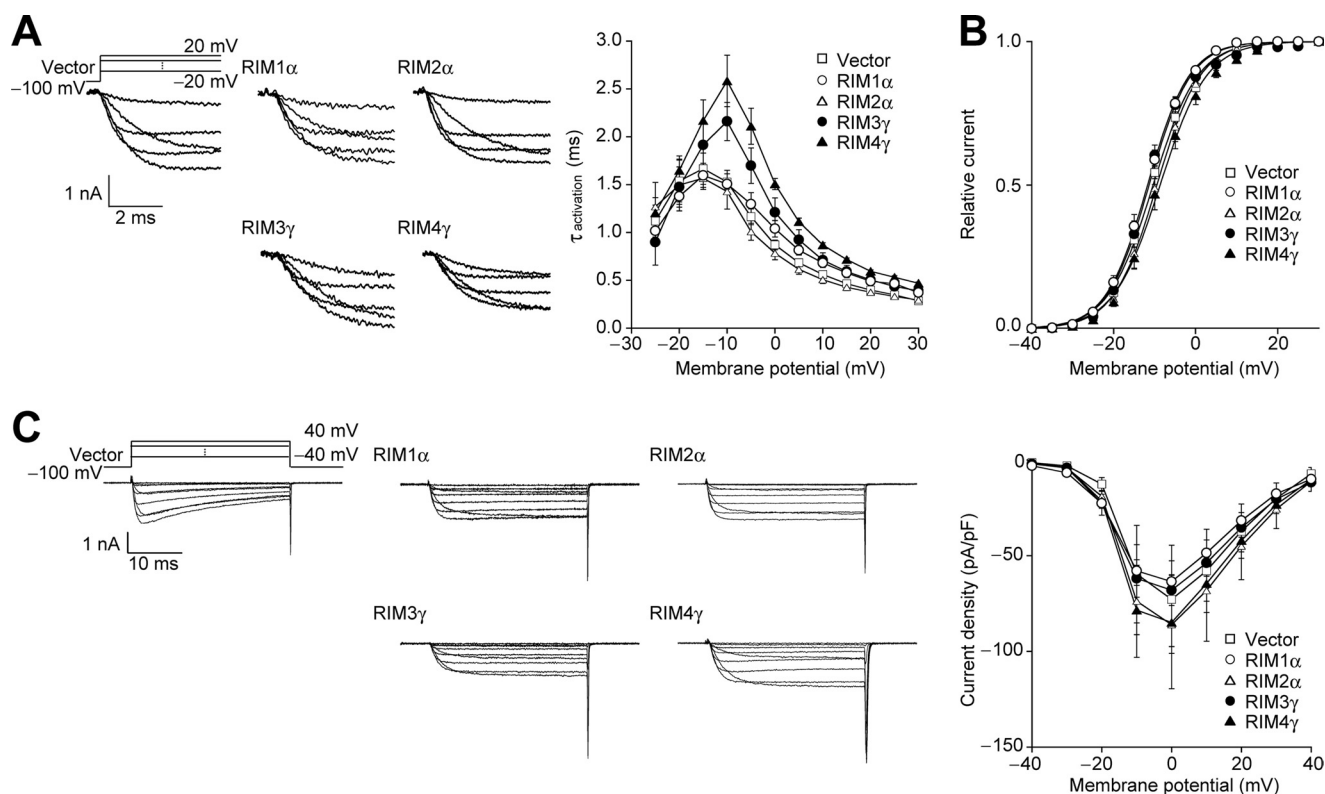 A
Vector
20 mV
−20 mV
−100 mV
RIM1α
RIM2α
1 nA
2 ms
RIM3γ
RIM4γ
3.0
2.5
2.0
1.5
1.0
0.5
0.0
τactivation (ms)
−30
−20
−10
0
10
20
30
Membrane potential (mV)
Vector
RIM1α
RIM2α
RIM3γ
RIM4γ
B
1.0
0.5
0.0
Relative current
−40
−20
0
20
Membrane potential (mV)
Vector
RIM1α
RIM2α
RIM3γ
RIM4γ
C
Vector
40 mV
−40 mV
−100 mV
1 nA
10 ms
RIM1α
RIM2α
RIM3γ
RIM4γ
0
−50
−100
−150
Current density (pA/pF)
−40
−20
0
20
40
Membrane potential (mV)
Vector
RIM1α
RIM2α
RIM3γ
RIM4γ